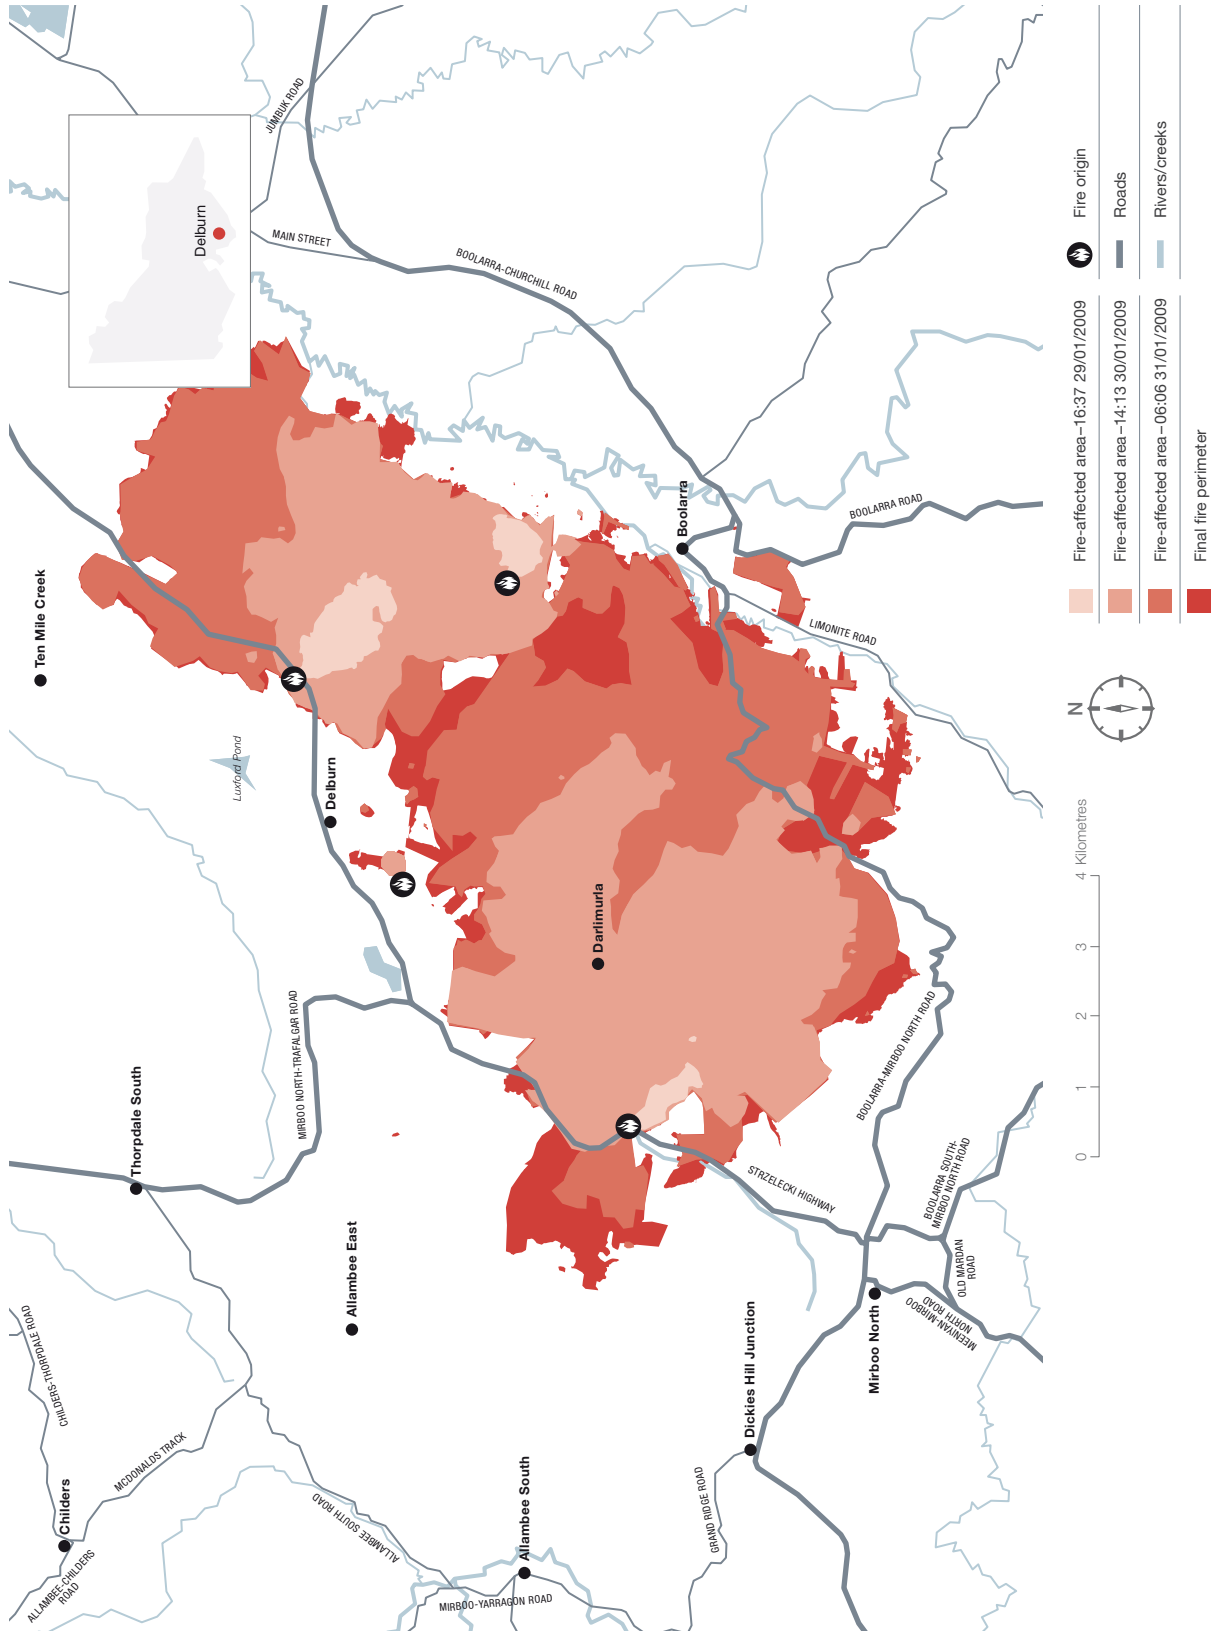 Ten Mile Creek
Thorpdale South
Childers
Allambee East
Allambee South
Delburn
Darlimurla
Boolarra
Dickies Hill Junction
Mirboo North
Luxford Pond
Delburn
JUMBUK ROAD
MAIN STREET
BOOLARRA-CHURCHILL ROAD
BOOLARRA ROAD
LIMONITE ROAD
MIRBOO NORTH-TRAFALGAR ROAD
BOOLARRA-MIRBOO NORTH ROAD
STRZELECKI HIGHWAY
BOOLARRA SOUTH-
MIRBOO NORTH ROAD
OLD MARDAN
ROAD
MEENIYAN-MIRBOO
NORTH ROAD
CHILDERS-THORPDALE ROAD
MCDONALDS TRACK
ALLAMBEE-CHILDERS
ROAD
ALLAMBEE SOUTH ROAD
MIRBOO-YARRAGON ROAD
GRAND RIDGE ROAD
0 1 2 3 4 Kilometres
N
Fire-affected area–16:37 29/01/2009
Fire-affected area–14:13 30/01/2009
Fire-affected area–06:06 31/01/2009
Final fire perimeter
Fire origin
Roads
Rivers/creeks